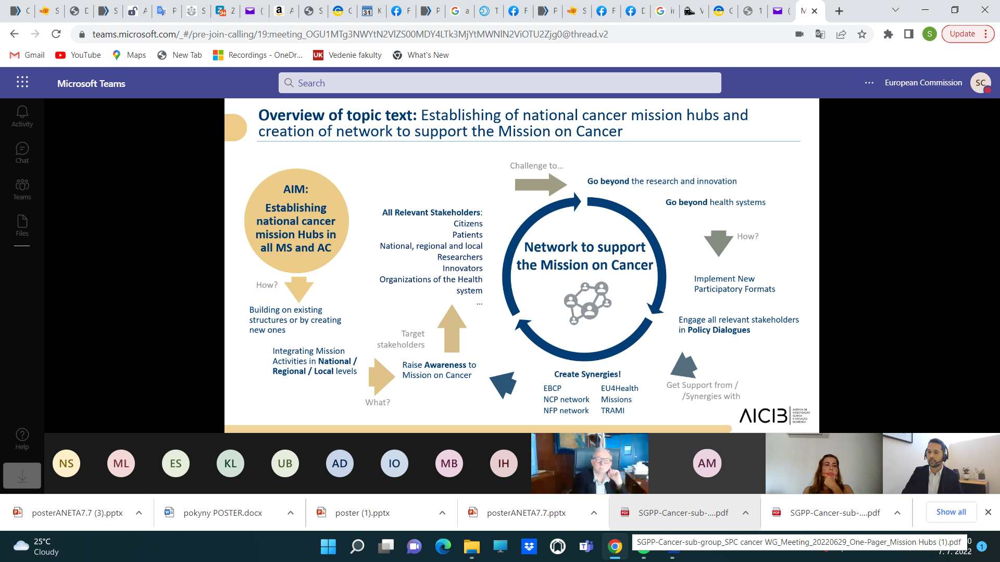 teams.microsoft.com/_#/pre-join-calling/19:meeting_OGU1MTg3NWYtN2VlZS00MDY4LTk3MjYtMWNlN2ViOTU2Zjg0@thread.v2
S
Update
Gmail
YouTube
Maps
New Tab
Recordings - OneDr...
UK
Vedenie fakulty
What's New
Microsoft Teams
Search
European Commission
SC
Activity
Chat
Teams
Files
Help
Overview of topic text: Establishing of national cancer mission hubs and
creation of network to support the Mission on Cancer
AIM:
Establishing
national cancer
mission Hubs in
all MS and AC
How?
Building on existing
structures or by creating
new ones
Integrating Mission
Activities in National /
Regional / Local levels
What?
Raise Awareness to
Mission on Cancer
Target
stakeholders
All Relevant Stakeholders:
Citizens
Patients
National, regional and local
Researchers
Innovators
Organizations of the Health
system
...
Challenge to...
Go beyond the research and innovation
Go beyond health systems
How?
Implement New
Participatory Formats
Engage all relevant stakeholders
in Policy Dialogues
Get Support from /
/Synergies with
Network to support
the Mission on Cancer
Create Synergies!
EBCP
EU4Health
NCP network
Missions
NFP network
TRAMI
AICIB
AGÊNCIA DE
INVESTIGAÇÃO
CLÍNICA
E INOVAÇÃO
BIOMÉDICA
NS
ML
ES
KL
UB
AD
IO
MB
IH
AM
posterANETA7.7 (3).pptx
pokyny POSTER.docx
poster (1).pptx
posterANETA7.7.pptx
SGPP-Cancer-sub-....pdf
SGPP-Cancer-sub-....pdf
Show all
25°C
Cloudy
SGPP-Cancer-sub-group_SPC cancer WG_Meeting_20220629_One-Pager_Mission Hubs (1).pdf
7. 7. 2022
1